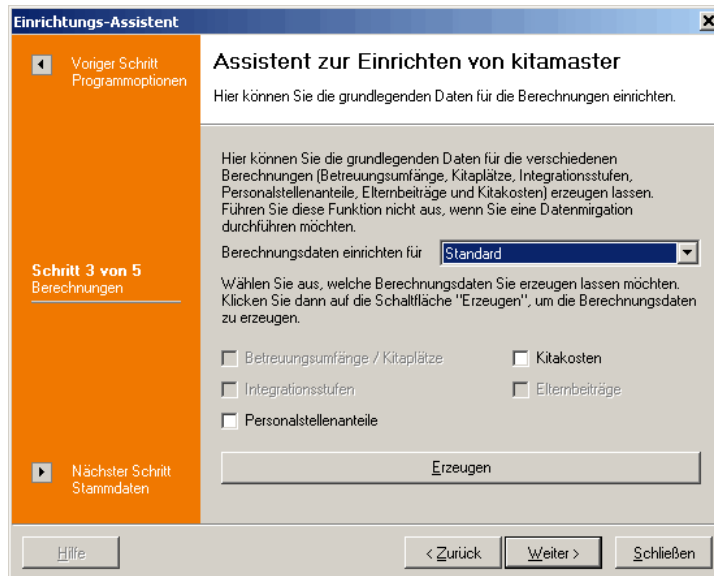 Einrichtungs-Assistent
Voriger Schritt
Programmoptionen
Assistent zur Einrichten von kitamaster
Hier können Sie die grundlegenden Daten für die Berechnungen einrichten.
Hier können Sie die grundlegenden Daten für die verschiedenen
Berechnungen (Betreuungsumfänge, Kitaplätze, Integrationsstufen,
Personalstellenanteile, Elternbeiträge und Kitakosten) erzeugen lassen.
Führen Sie diese Funktion nicht aus, wenn Sie eine Datenmirgation
durchführen möchten.
Berechnungsdaten einrichten für
Standard
Schritt 3 von 5
Berechnungen
Wählen Sie aus, welche Berechnungsdaten Sie erzeugen lassen möchten.
Klicken Sie dann auf die Schaltfläche "Erzeugen", um die Berechnungsdaten
zu erzeugen.
Betreuungsumfänge / Kitaplätze
Kitakosten
Integrationsstufen
Elternbeiträge
Personalstellenanteile
Erzeugen
Nächster Schritt
Stammdaten
Hilfe
< Zurück
Weiter >
Schließen